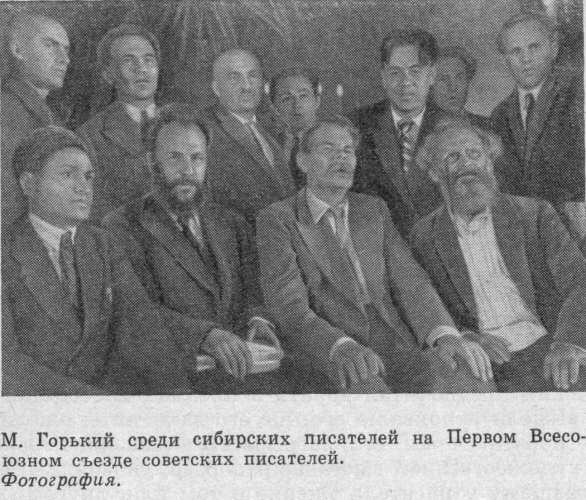 М. Горький среди сибирских писателей на Первом Всесо-
юзном съезде советских писателей.
Фотография.